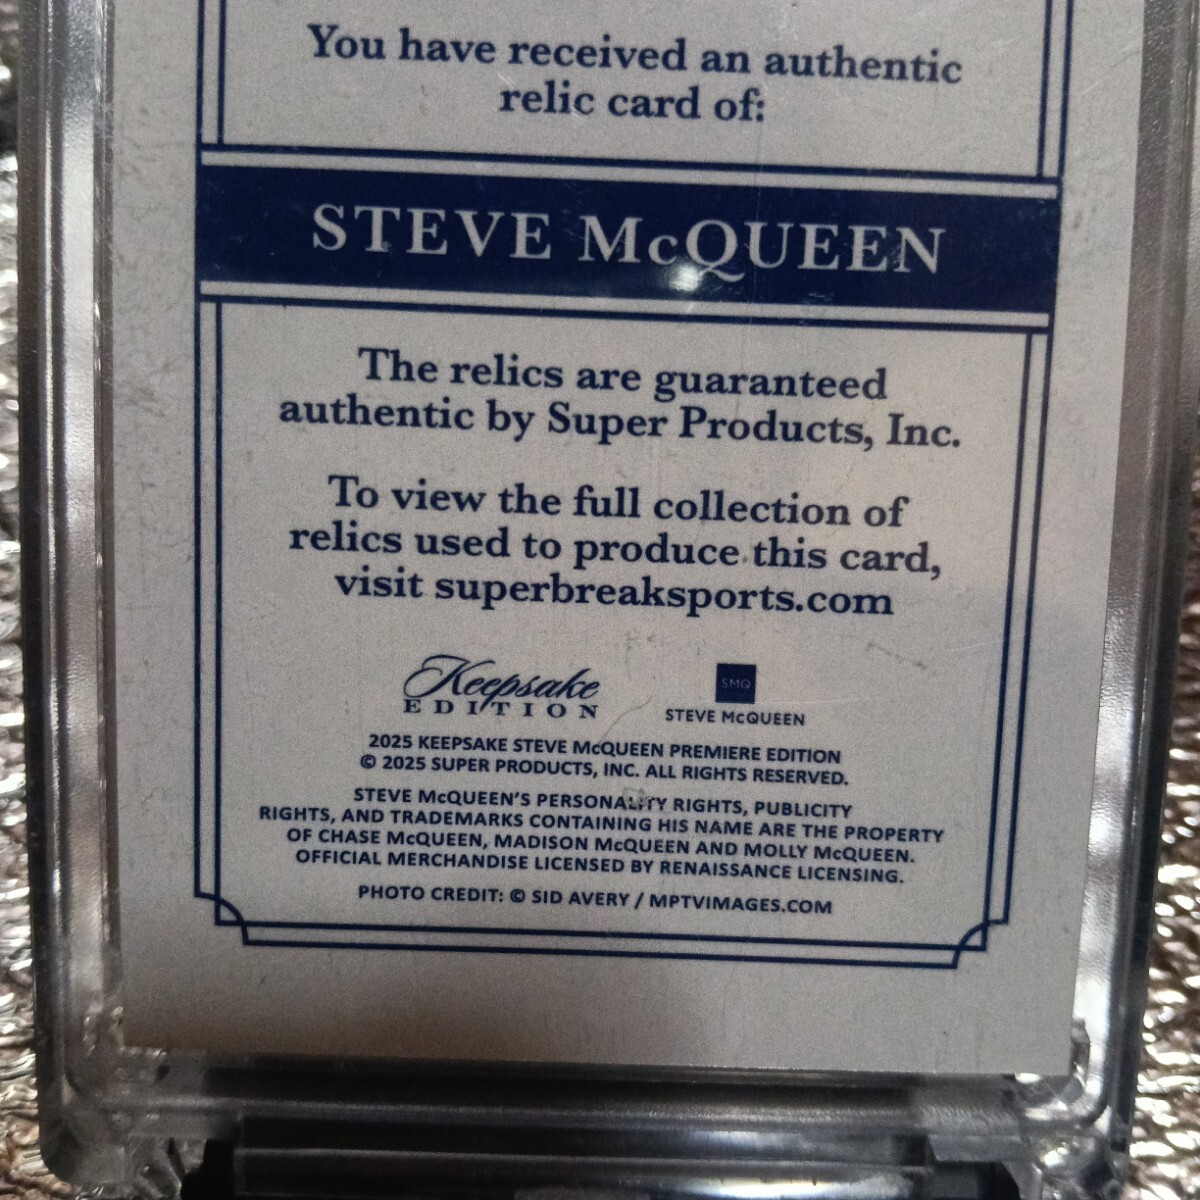 You have received an authentic
relic card of:
STEVE McQUEEN
The relics are guaranteed
authentic by Super Products, Inc.
To view the full collection of
relics used to produce this card,
visit superbreaksports.com
Keepsake
EDITION
SMQ
STEVE McQUEEN
2025 KEEPSAKE STEVE McQUEEN PREMIERE EDITION
© 2025 SUPER PRODUCTS, INC. ALL RIGHTS RESERVED.
STEVE McQUEEN'S PERSONALITY RIGHTS, PUBLICITY
RIGHTS, AND TRADEMARKS CONTAINING HIS NAME ARE THE PROPERTY
OF CHASE McQUEEN, MADISON McQUEEN AND MOLLY McQUEEN.
OFFICIAL MERCHANDISE LICENSED BY RENAISSANCE LICENSING.
PHOTO CREDIT: © SID AVERY / MPTVIMAGES.COM